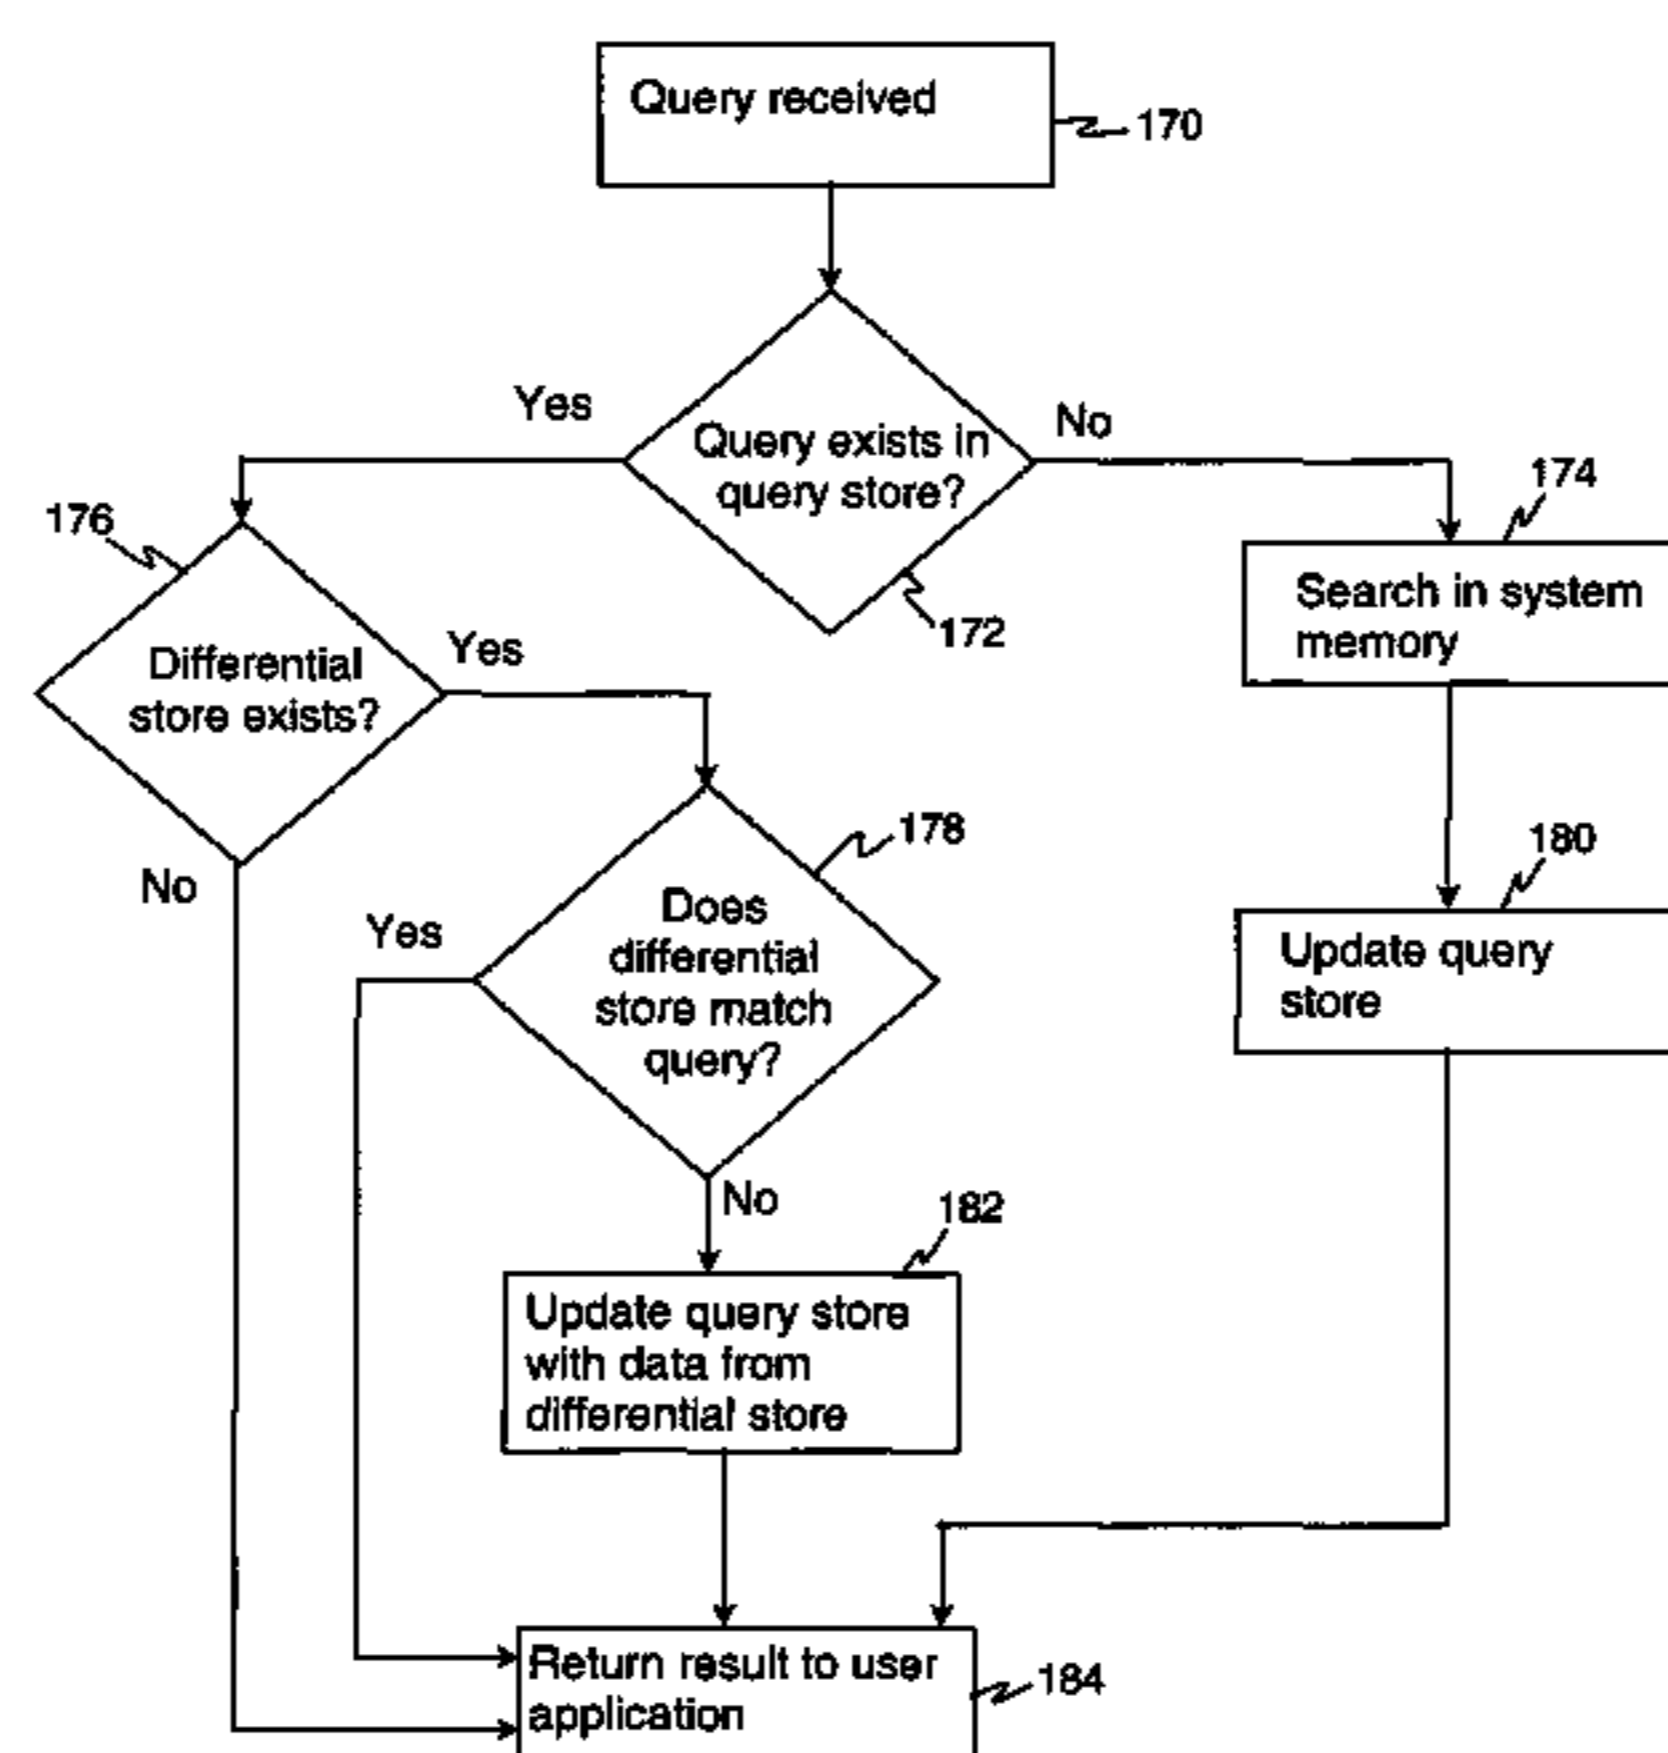 Query received
170
Yes
Query exists in
query store?
No
172
174
Search in system
memory
176
Differential
store exists?
Yes
No
178
Does
differential
store match
query?
Yes
No
180
Update query
store
182
Update query store
with data from
differential store
Return result to user
application
184